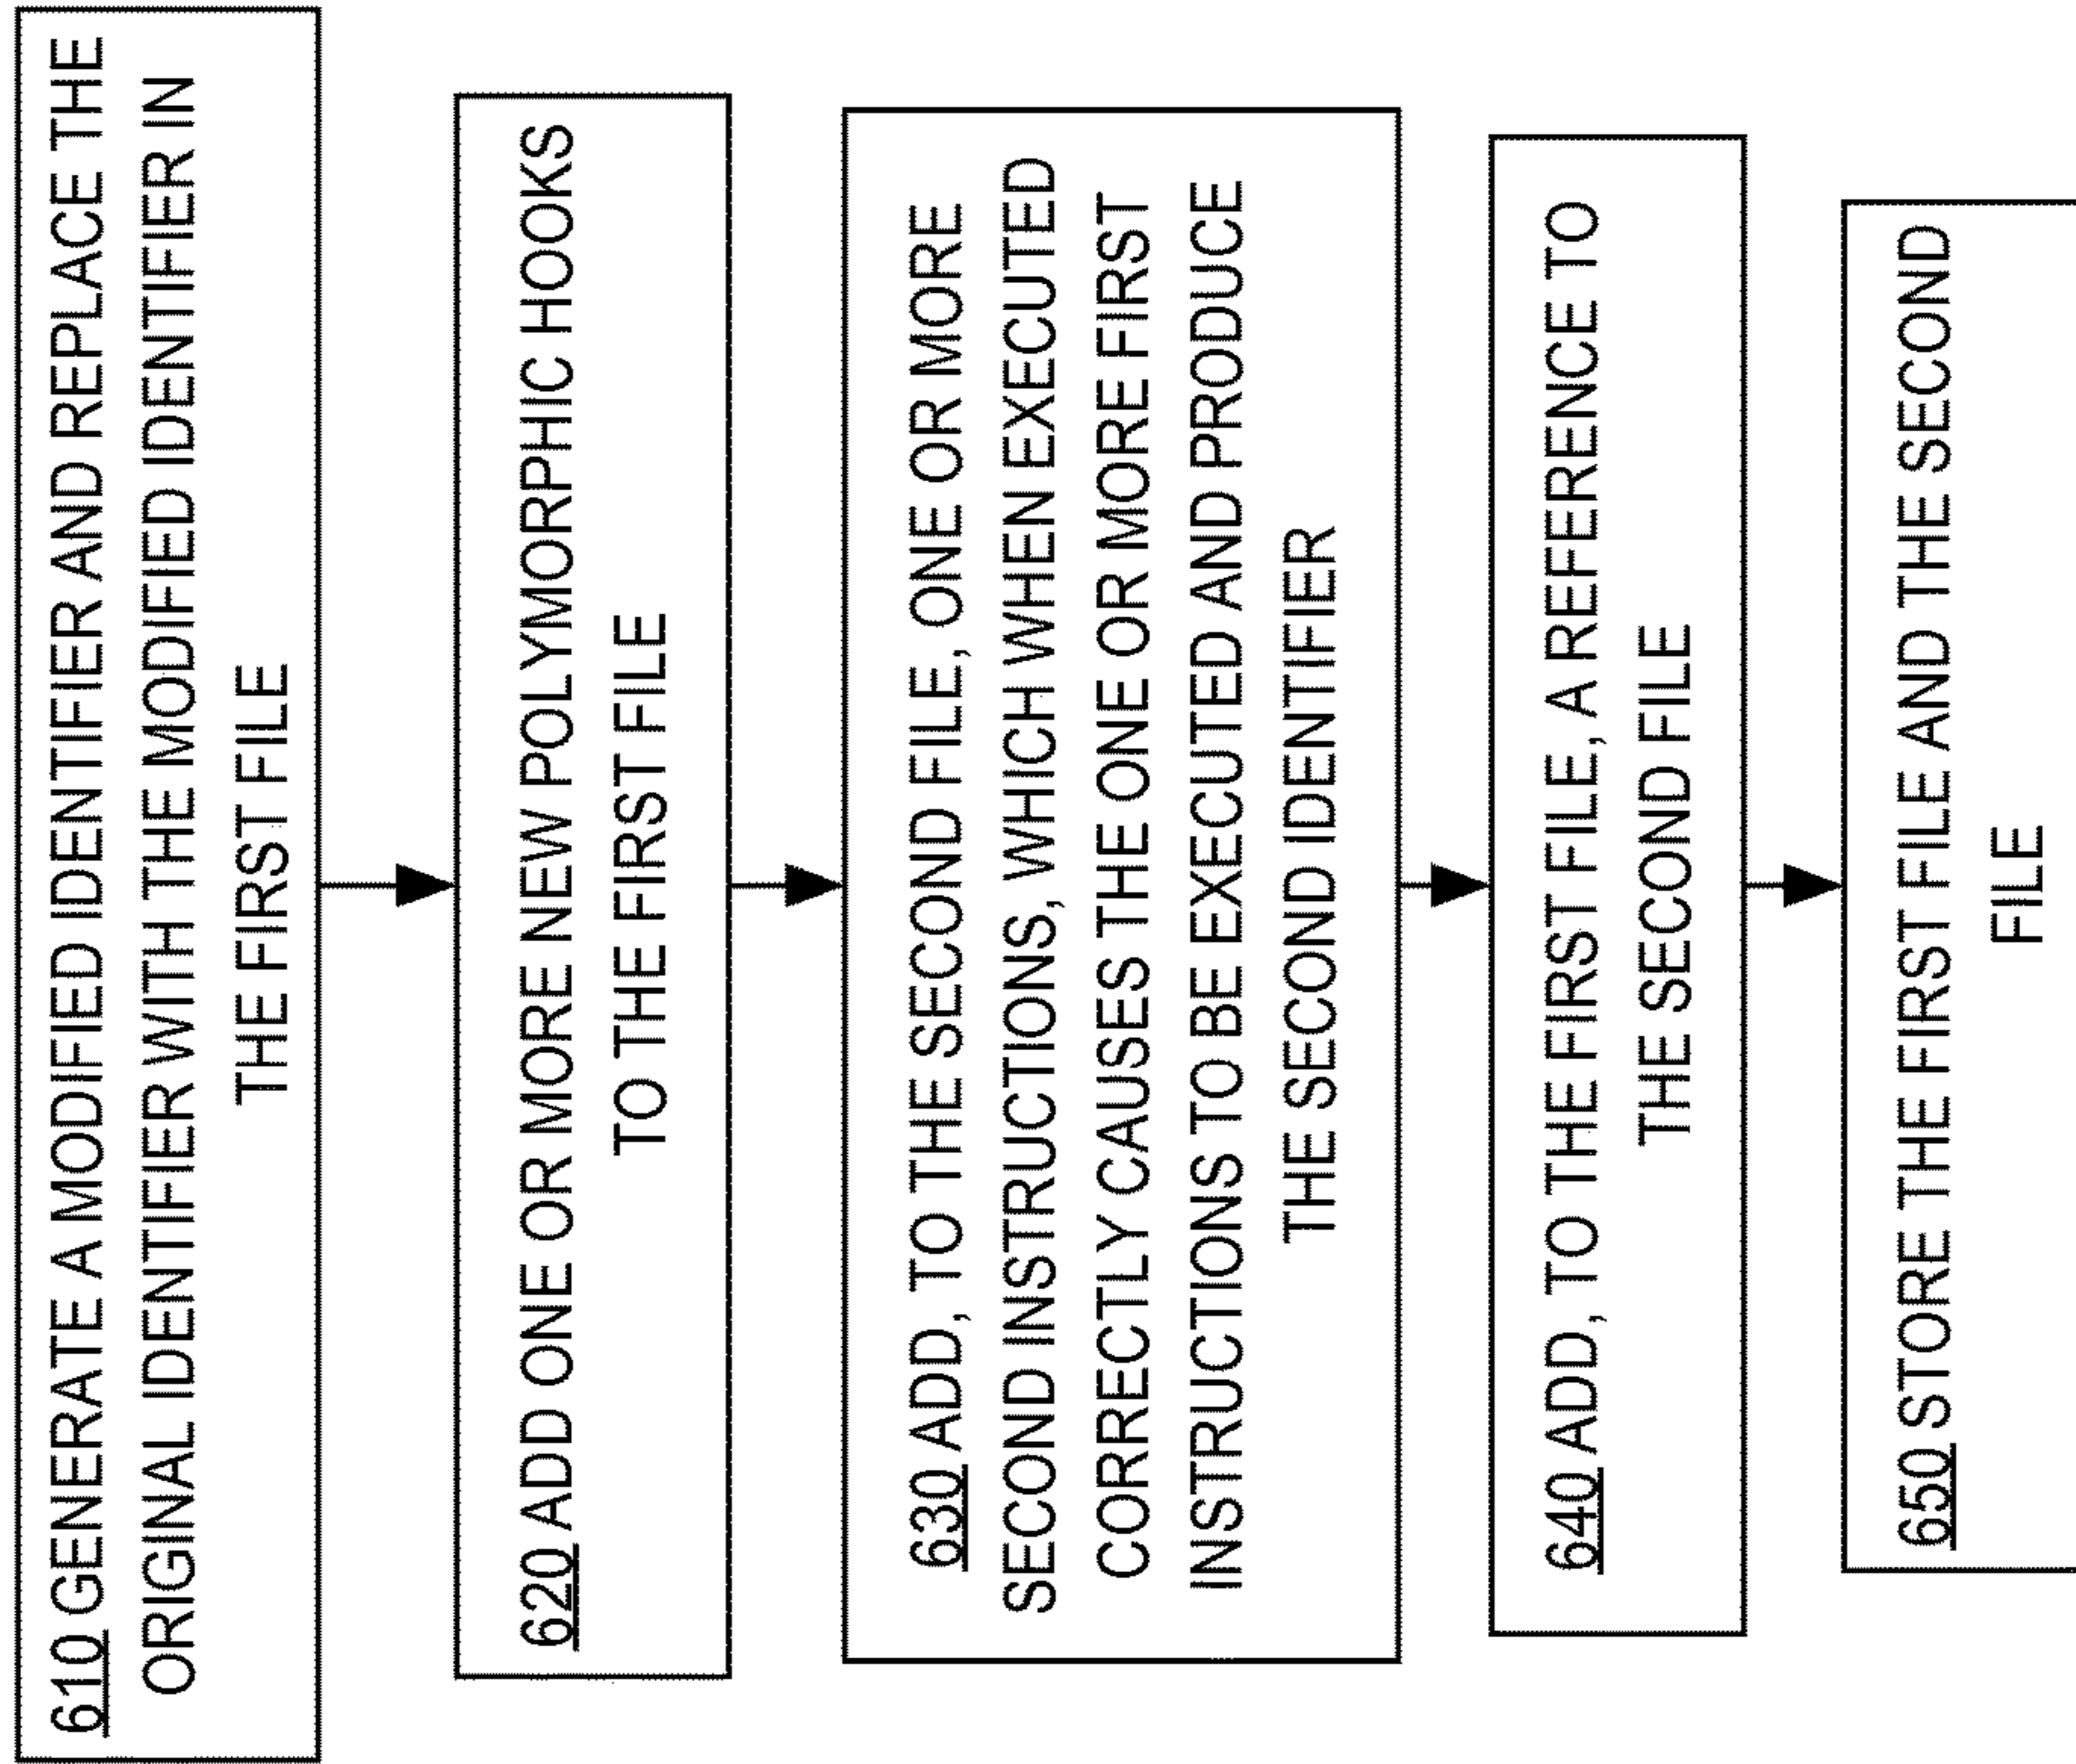 610 GENERATE A MODIFIED IDENTIFIER AND REPLACE THE
ORIGINAL IDENTIFIER WITH THE MODIFIED IDENTIFIER IN
THE FIRST FILE
620 ADD ONE OR MORE NEW POLYMORPHIC HOOKS
TO THE FIRST FILE
630 ADD, TO THE SECOND FILE, ONE OR MORE
SECOND INSTRUCTIONS, WHICH WHEN EXECUTED
CORRECTLY CAUSES THE ONE OR MORE FIRST
INSTRUCTIONS TO BE EXECUTED AND PRODUCE
THE SECOND IDENTIFIER
640 ADD, TO THE FIRST FILE, A REFERENCE TO
THE SECOND FILE
650 STORE THE FIRST FILE AND THE SECOND
FILE